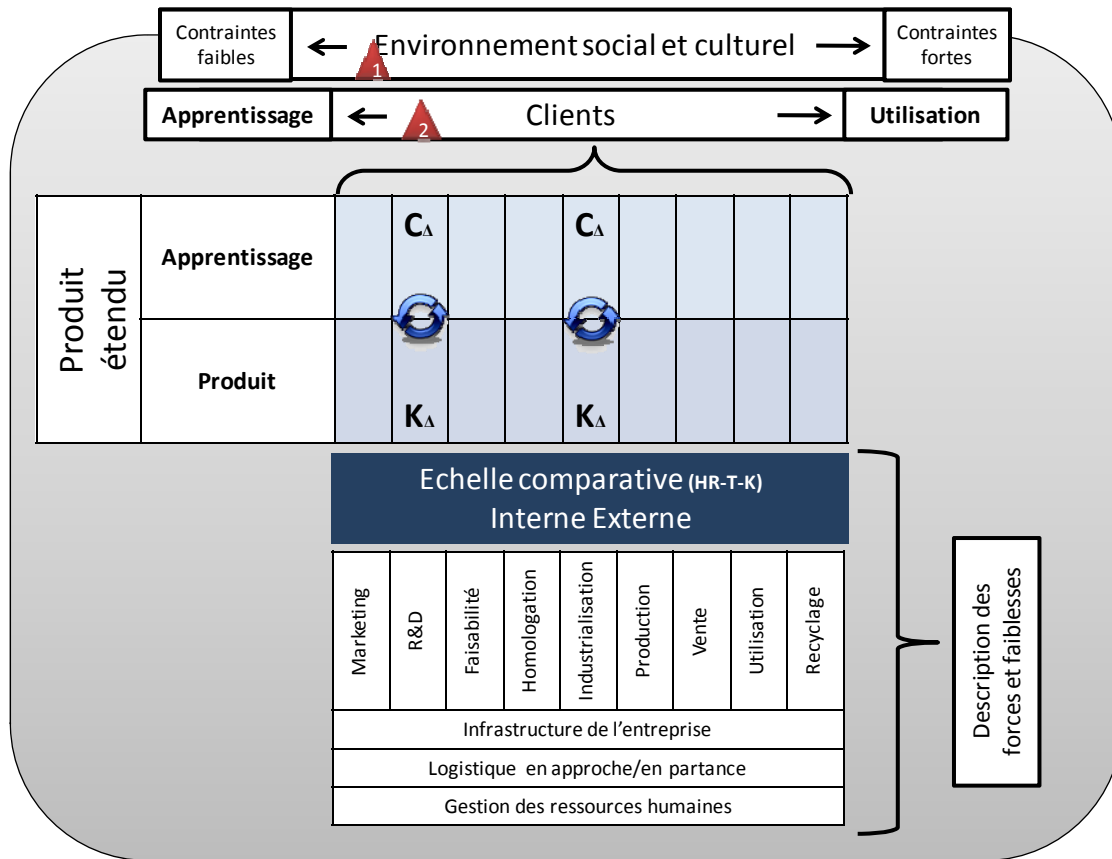 Contraintes
faibles
Environnement social et culturel
Contraintes
fortes
1
Apprentissage
Clients
Utilisation
2
Produit
étendu
Apprentissage
CΔ
CΔ
Produit
KΔ
KΔ
Echelle comparative (HR-T-K)
Interne Externe
Marketing
R&D
Faisabilité
Homologation
Industrialisation
Production
Vente
Utilisation
Recyclage
Infrastructure de l'entreprise
Logistique en approche/en partance
Gestion des ressources humaines
Description des
forces et faiblesses